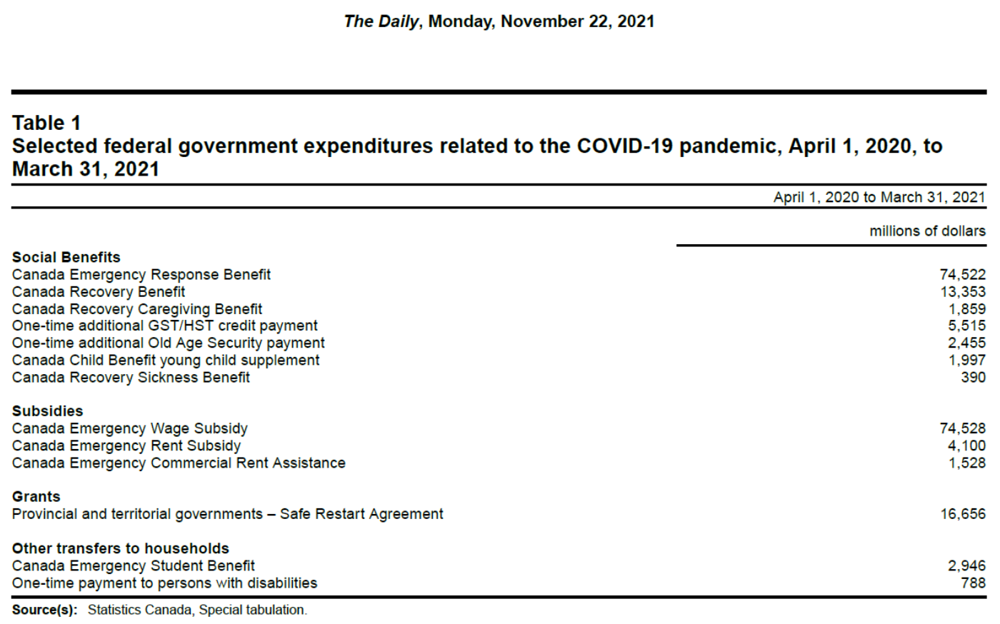 The Daily, Monday, November 22, 2021
Table 1
Selected federal government expenditures related to the COVID-19 pandemic, April 1, 2020, to
March 31, 2021
April 1, 2020 to March 31, 2021
millions of dollars
Social Benefits
Canada Emergency Response Benefit 74,522
Canada Recovery Benefit 13,353
Canada Recovery Caregiving Benefit 1,859
One-time additional GST/HST credit payment 5,515
One-time additional Old Age Security payment 2,455
Canada Child Benefit young child supplement 1,997
Canada Recovery Sickness Benefit 390
Subsidies
Canada Emergency Wage Subsidy 74,528
Canada Emergency Rent Subsidy 4,100
Canada Emergency Commercial Rent Assistance 1,528
Grants
Provincial and territorial governments – Safe Restart Agreement 16,656
Other transfers to households
Canada Emergency Student Benefit 2,946
One-time payment to persons with disabilities 788
Source(s): Statistics Canada, Special tabulation.